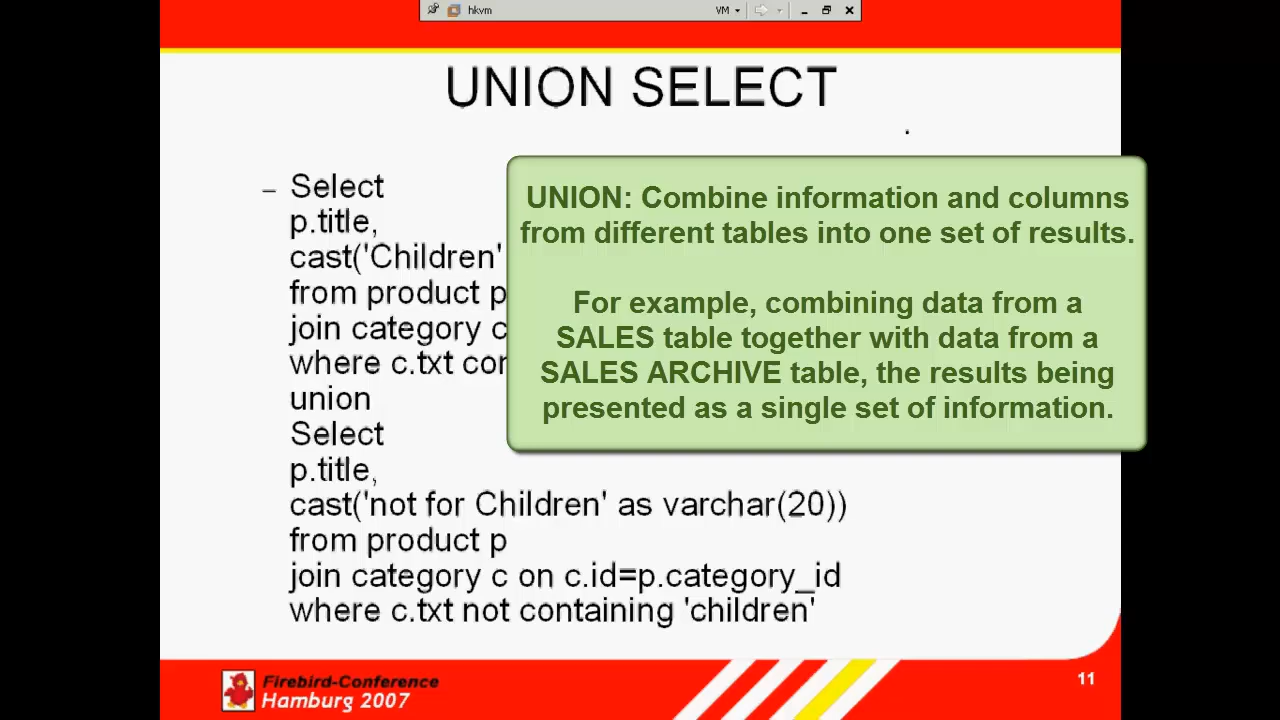 hkvm
VM
UNION SELECT
– Select
p.title,
cast('Children'
from product p
join category c
where c.txt con
union
Select
p.title,
cast('not for Children' as varchar(20))
from product p
join category c on c.id=p.category_id
where c.txt not containing 'children'
UNION: Combine information and columns
from different tables into one set of results.
For example, combining data from a
SALES table together with data from a
SALES ARCHIVE table, the results being
presented as a single set of information.
Firebird-Conference
Hamburg 2007
11